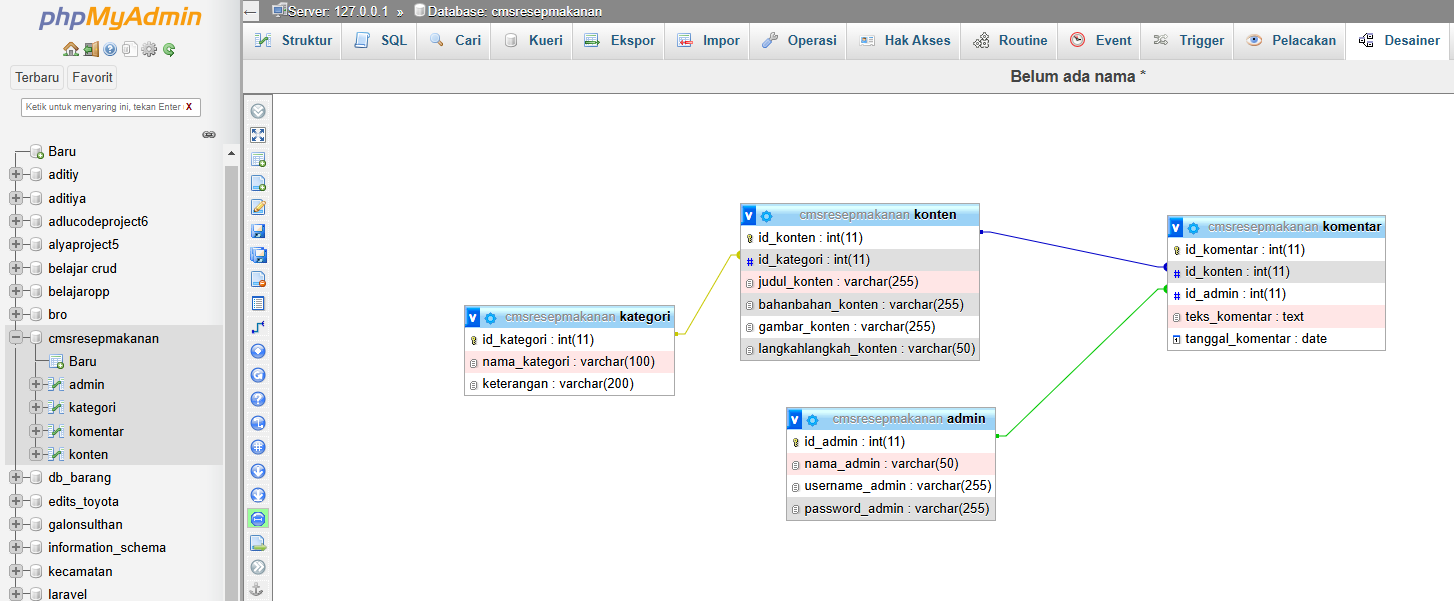 phpMyAdmin
Terbaru Favorit
Ketik untuk menyaring ini, tekan Enter X
Baru
aditiy
aditiya
adlucodeproject6
alyaproject5
belajar crud
belajaropp
bro
cmsresepmakanan
Baru
admin
kategori
komentar
konten
db_barang
edits_toyota
galonsulthan
information_schema
kecamatan
laravel
Server: 127.0.0.1 » Database: cmsresepmakanan
Struktur SQL Cari Kueri Ekspor Impor Operasi Hak Akses Routine Event Trigger Pelacakan Desainer
Belum ada nama *
v cmsresepmakanan kategori
id_kategori : int(11)
nama_kategori : varchar(100)
keterangan : varchar(200)
v cmsresepmakanan konten
id_konten : int(11)
# id_kategori : int(11)
judul_konten : varchar(255)
bahanbahan_konten : varchar(255)
gambar_konten : varchar(255)
langkahlangkah_konten : varchar(50)
v cmsresepmakanan admin
id_admin : int(11)
nama_admin : varchar(50)
username_admin : varchar(255)
password_admin : varchar(255)
v cmsresepmakanan komentar
id_komentar : int(11)
# id_konten : int(11)
# id_admin : int(11)
teks_komentar : text
tanggal_komentar : date